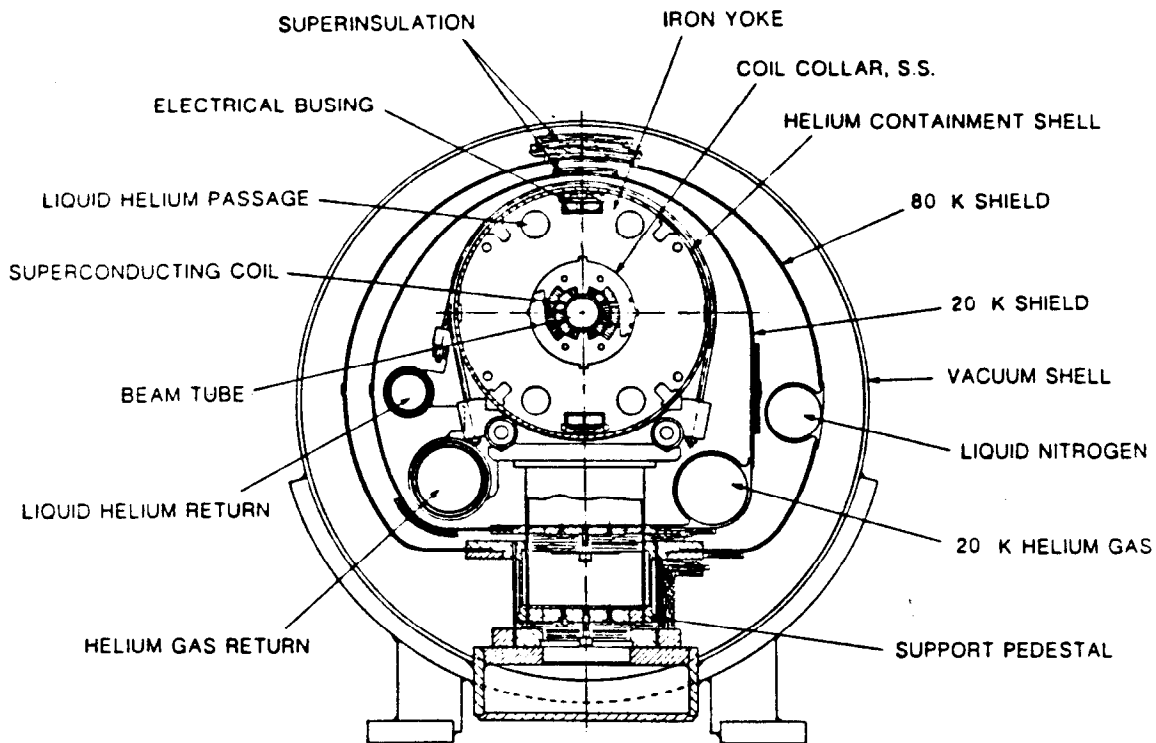 SUPERINSULATION
IRON YOKE
COIL COLLAR, S.S.
ELECTRICAL BUSING
HELIUM CONTAINMENT SHELL
LIQUID HELIUM PASSAGE
80 K SHIELD
SUPERCONDUCTING COIL
20 K SHIELD
BEAM TUBE
VACUUM SHELL
LIQUID NITROGEN
LIQUID HELIUM RETURN
20 K HELIUM GAS
HELIUM GAS RETURN
SUPPORT PEDESTAL